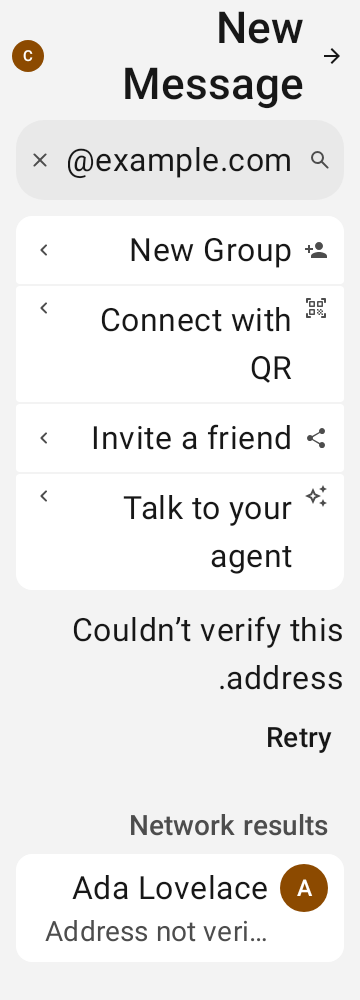 C
New
Message
@example.com
New Group
Connect with
QR
Invite a friend
Talk to your
agent
Couldn’t verify this
.address
Retry
Network results
A
Ada Lovelace
Address not veri…